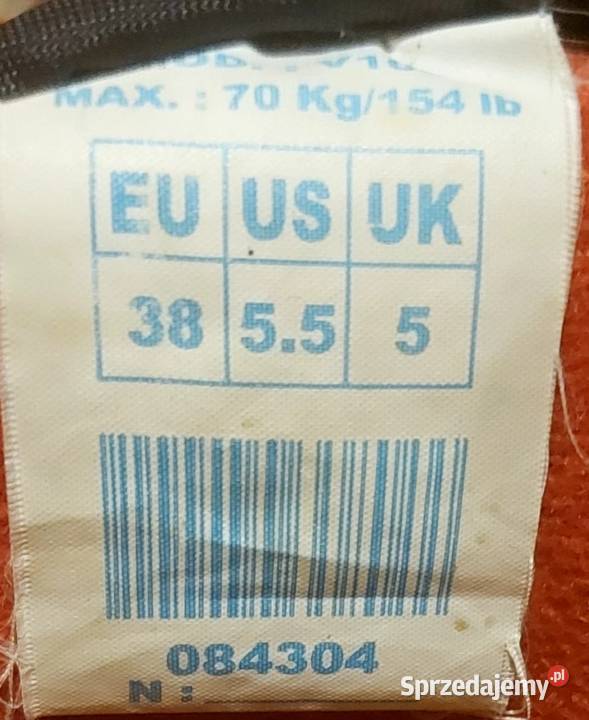 MAX. : 70 Kg/154 lb
EU US UK
38 5.5 5
084304
N :
Sprzedajemy.pl